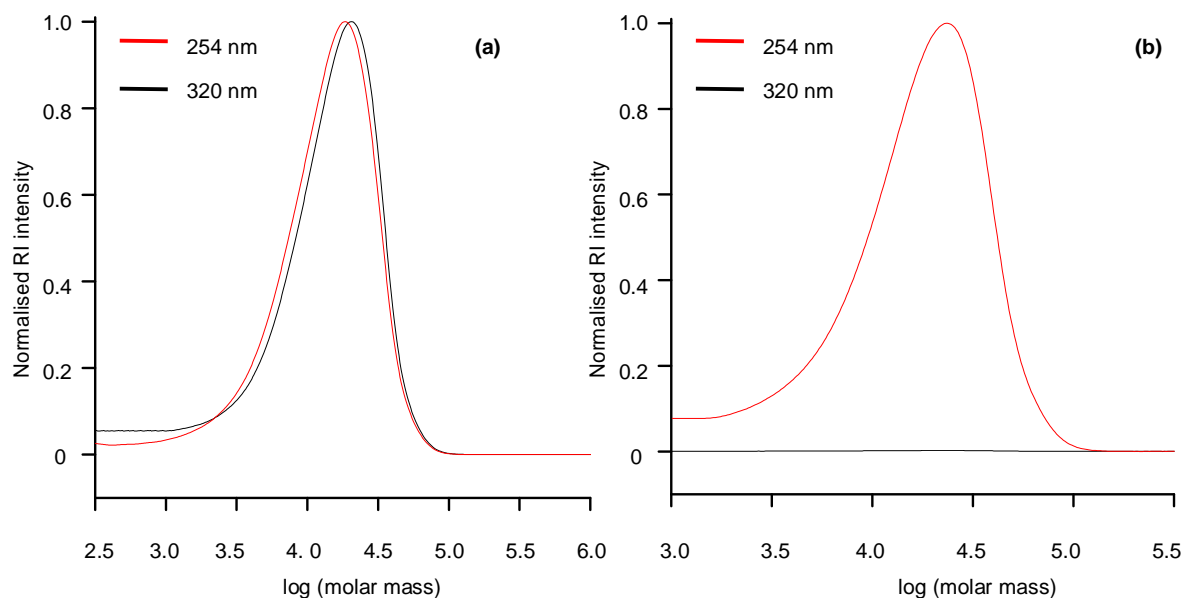 254 nm
320 nm
(a)
1.0
0.8
0.6
0.4
0.2
0
Normalised RI intensity
2.5 3.0 3.5 4. 0 4.5 5.0 5.5 6.0
log (molar mass)
254 nm
320 nm
(b)
1.0
0.8
0.6
0.4
0.2
0
Normalised RI intensity
3.0 3.5 4.0 4.5 5.0 5.5
log (molar mass)